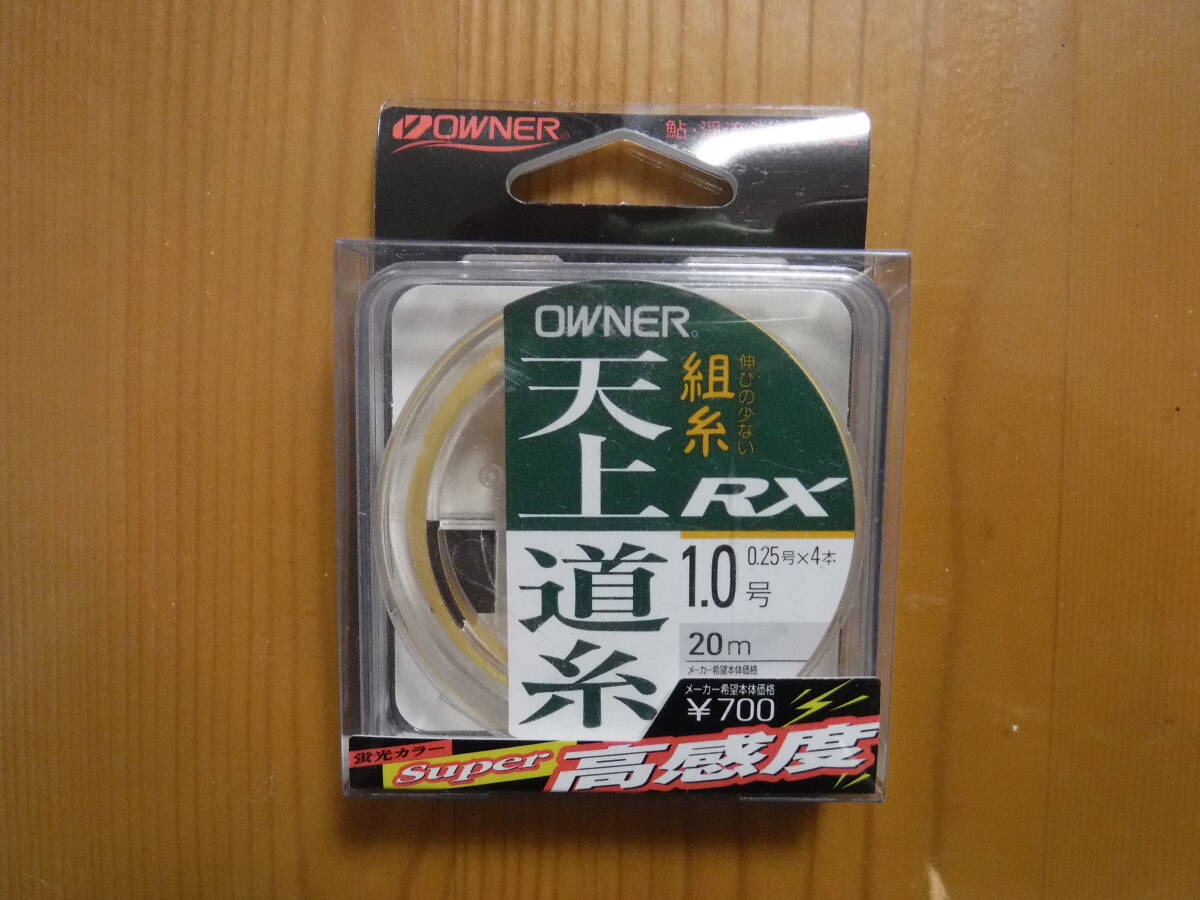 OWNER®
鮎・渓流
OWNER®
天上道糸
伸びの少ない
組糸
RX
1.0号
0.25号×4本
20m
メーカー希望本体価格
メーカー希望本体価格
¥700
蛍光カラー
Super 高感度